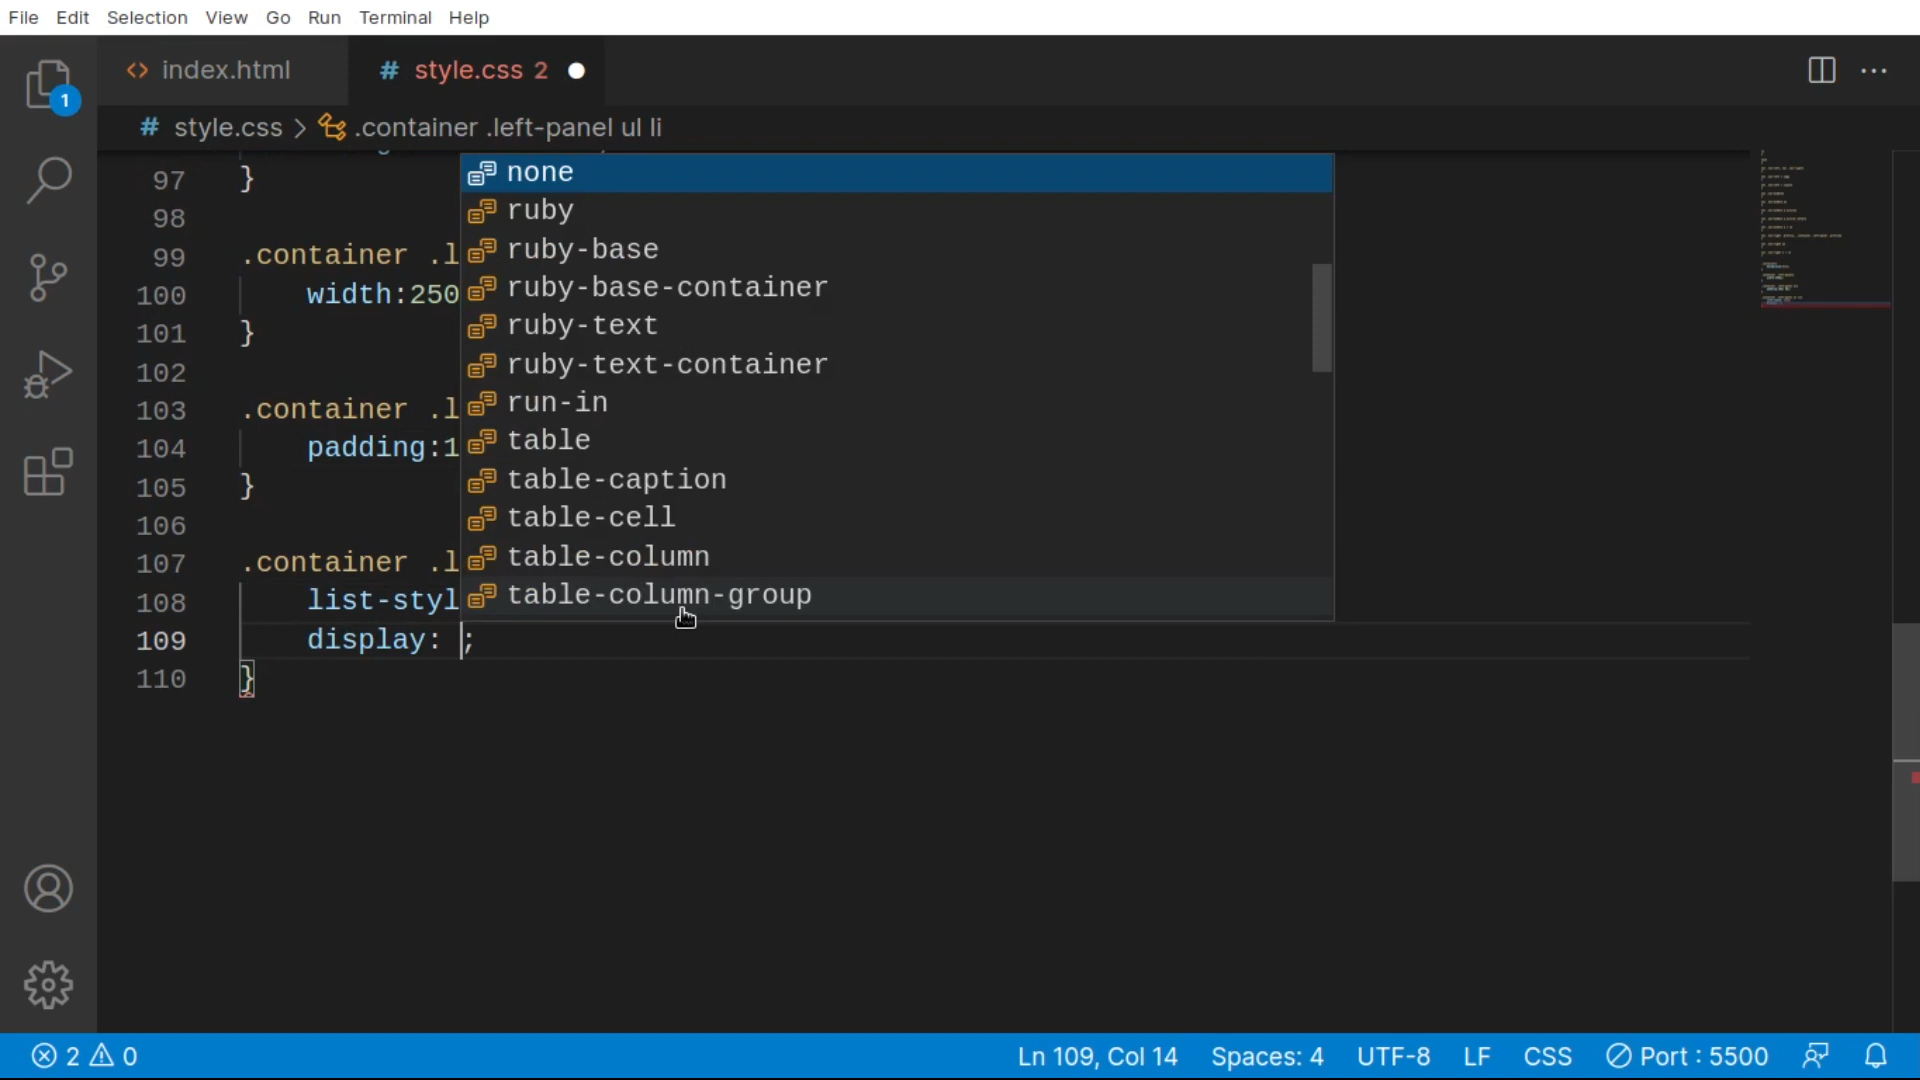 File Edit Selection View Go Run Terminal Help
1
<> index.html # style.css 2
# style.css > .container .left-panel ul li
97 }
98
99 .container .l
100 width:250
101 }
102
103 .container .l
104 padding:1
105 }
106
107 .container .l
108 list-styl
109 display: ;
110 }
none
ruby
ruby-base
ruby-base-container
ruby-text
ruby-text-container
run-in
table
table-caption
table-cell
table-column
table-column-group
2 0 Ln 109, Col 14 Spaces: 4 UTF-8 LF CSS Port : 5500